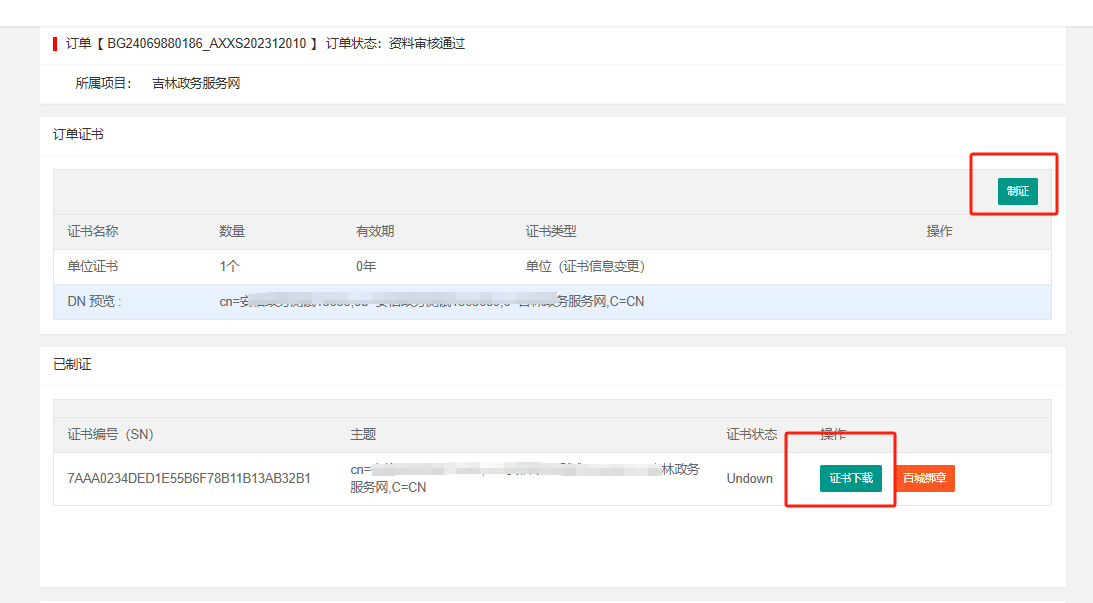 订单【 BG24069880186_AXXS202312010 】 订单状态：资料审核通过
所属项目： 吉林政务服务网
订单证书
制证
证书名称 数量 有效期 证书类型 操作
单位证书 1个 0年 单位（证书信息变更）
DN 预览 : cn=安 务服务网,C=CN
已制证
证书编号（SN） 主题 证书状态 操作
7AAA0234DED1E55B6F78B11B13AB32B1 cn= 林政务 Undown 证书下载 百城绑章
服务网,C=CN